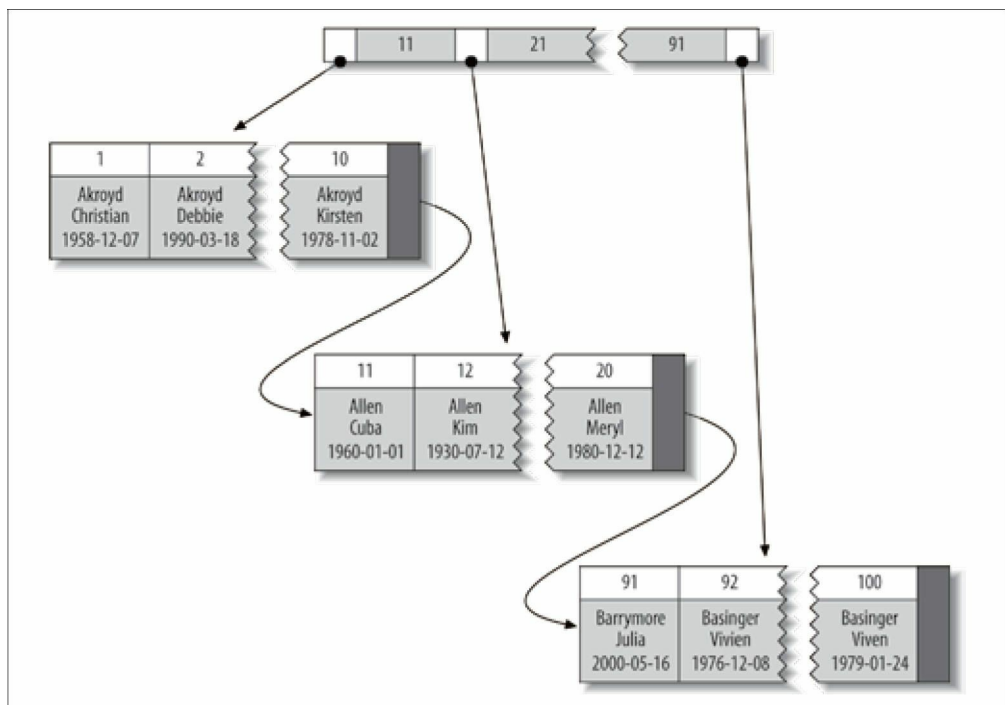 11 21 91
1 2 10
Akroyd Akroyd Akroyd
Christian Debbie Kirsten
1958-12-07 1990-03-18 1978-11-02
11 12 20
Allen Allen Allen
Cuba Kim Meryl
1960-01-01 1930-07-12 1980-12-12
91 92 100
Barrymore Basinger Basinger
Julia Vivien Viven
2000-05-16 1976-12-08 1979-01-24